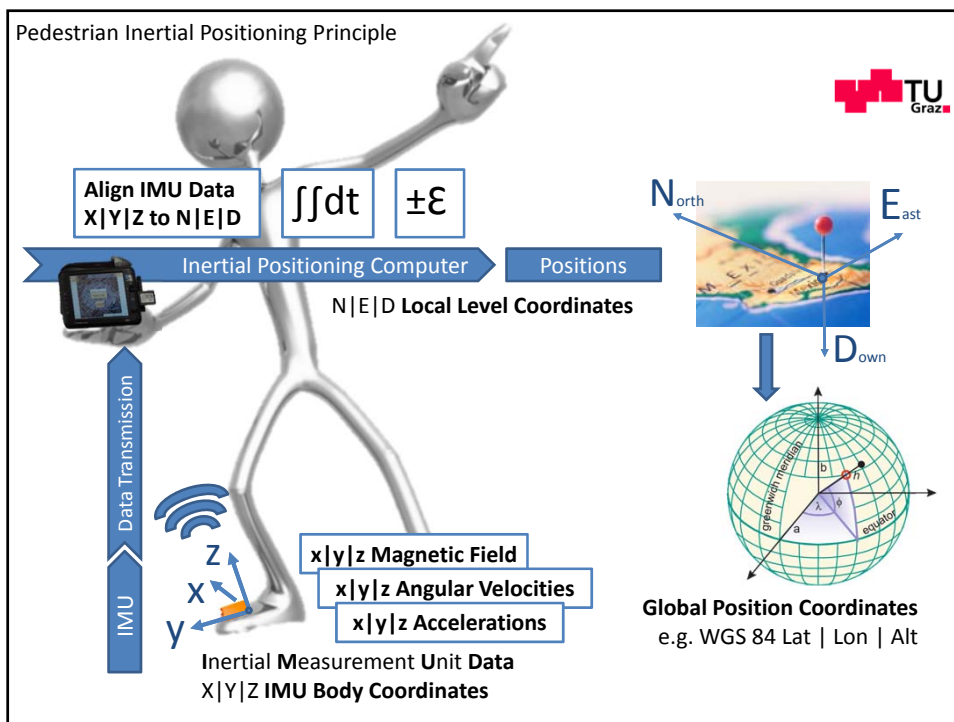 Pedestrian Inertial Positioning Principle
TU
Graz
Align IMU Data
X|Y|Z to N|E|D
∫∫dt
±Ɛ
Inertial Positioning Computer
Positions
N|E|D Local Level Coordinates
North
East
Down
MEXI
Mexico
Data Transmission
IMU
z
x
y
x|y|z Magnetic Field
x|y|z Angular Velocities
x|y|z Accelerations
Inertial Measurement Unit Data
X|Y|Z IMU Body Coordinates
greenwich meridian
equator
b
h
a
λ
ϕ
Global Position Coordinates
e.g. WGS 84 Lat | Lon | Alt